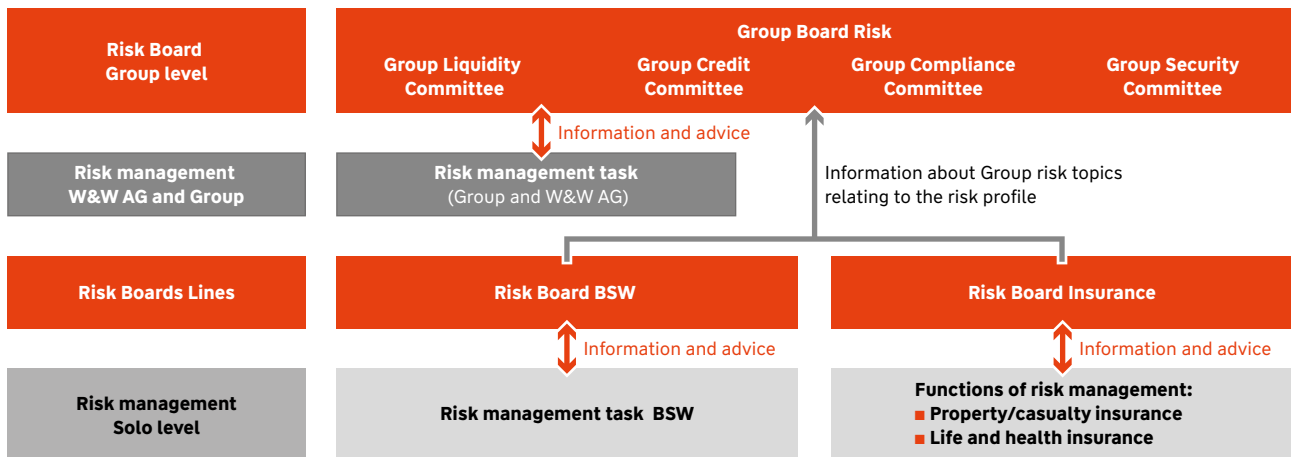 Risk Board
Group level
Group Board Risk
Group Liquidity
Committee
Group Credit
Committee
Group Compliance
Committee
Group Security
Committee
Information and advice
Risk management
W&W AG and Group
Risk management task
(Group and W&W AG)
Information about Group risk topics
relating to the risk profile
Risk Boards Lines
Risk Board BSW
Risk Board Insurance
Information and advice
Information and advice
Risk management
Solo level
Risk management task BSW
Functions of risk management:
■ Property/casualty insurance
■ Life and health insurance